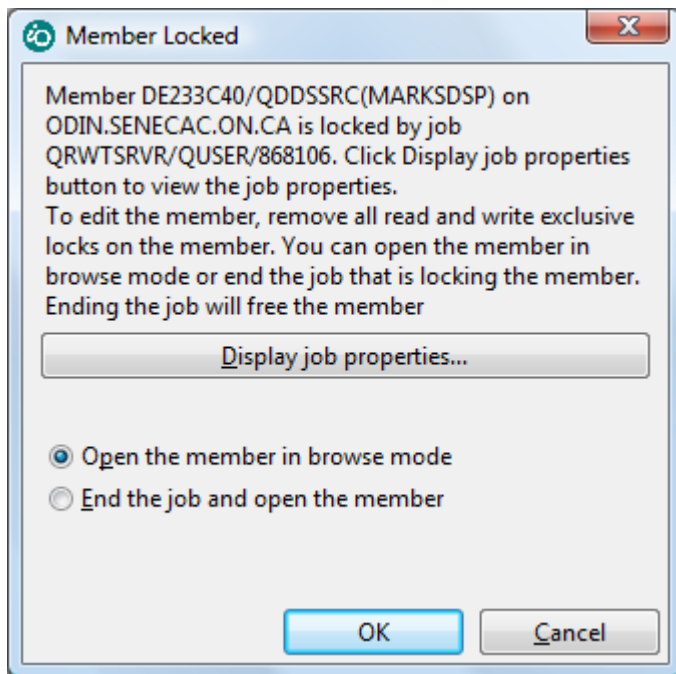 Member Locked
Member DE233C40/QDDSSRC(MARKSDSP) on
ODIN.SENECAC.ON.CA is locked by job
QRWTSRVR/QUSER/868106. Click Display job properties
button to view the job properties.
To edit the member, remove all read and write exclusive
locks on the member. You can open the member in
browse mode or end the job that is locking the member.
Ending the job will free the member
Display job properties...
Open the member in browse mode
End the job and open the member
OK
Cancel